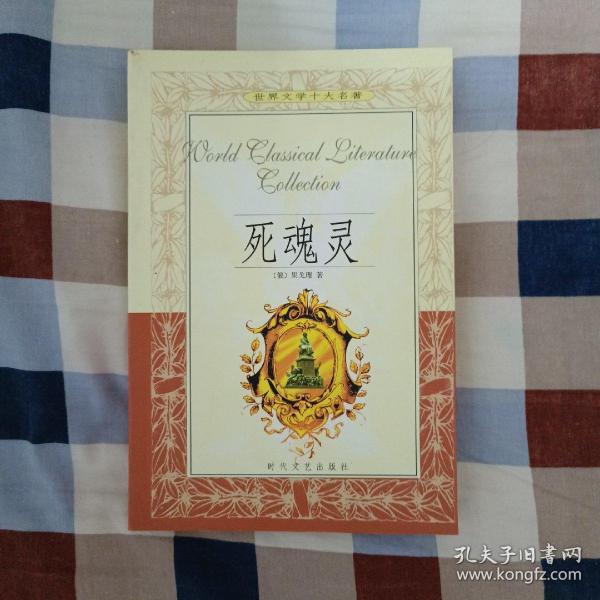 世界文学十大名著
World Classical Literature
Collection
死魂灵
〔俄〕果戈理 著
时代文艺出版社
孔夫子旧书网
www.kongfz.com